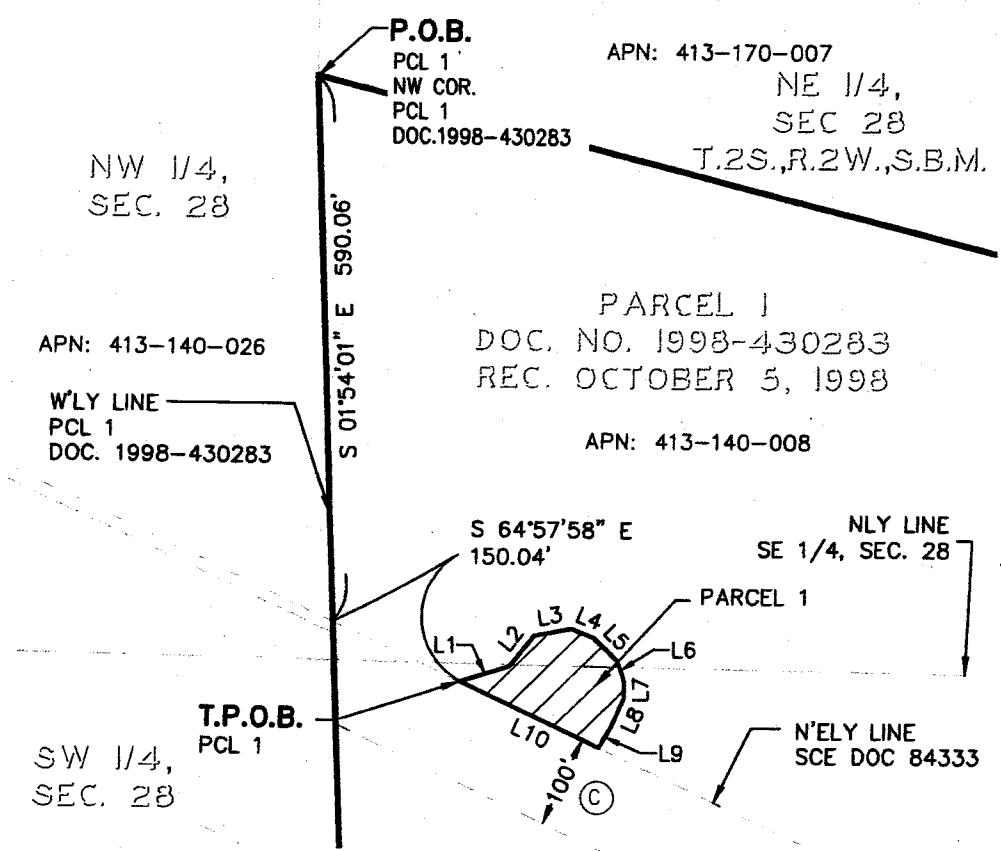 P.O.B.
PCL 1
NW COR.
PCL 1
DOC.1998-430283
APN: 413-170-007
NE 1/4,
SEC 28
T.2S.,R.2W.,S.B.M.
NW 1/4,
SEC. 28
S 01°54'01" E 590.06'
PARCEL 1
DOC. NO. 1998-430283
REC. OCTOBER 5, 1998
APN: 413-140-026
W'LY LINE
PCL 1
DOC. 1998-430283
APN: 413-140-008
S 64°57'58" E
150.04'
NLY LINE
SE 1/4, SEC. 28
PARCEL 1
L1
L2
L3
L4
L5
L6
L7
L8
L9
L10
T.P.O.B.
PCL 1
SW 1/4,
SEC. 28
100'
C
N'ELY LINE
SCE DOC 84333